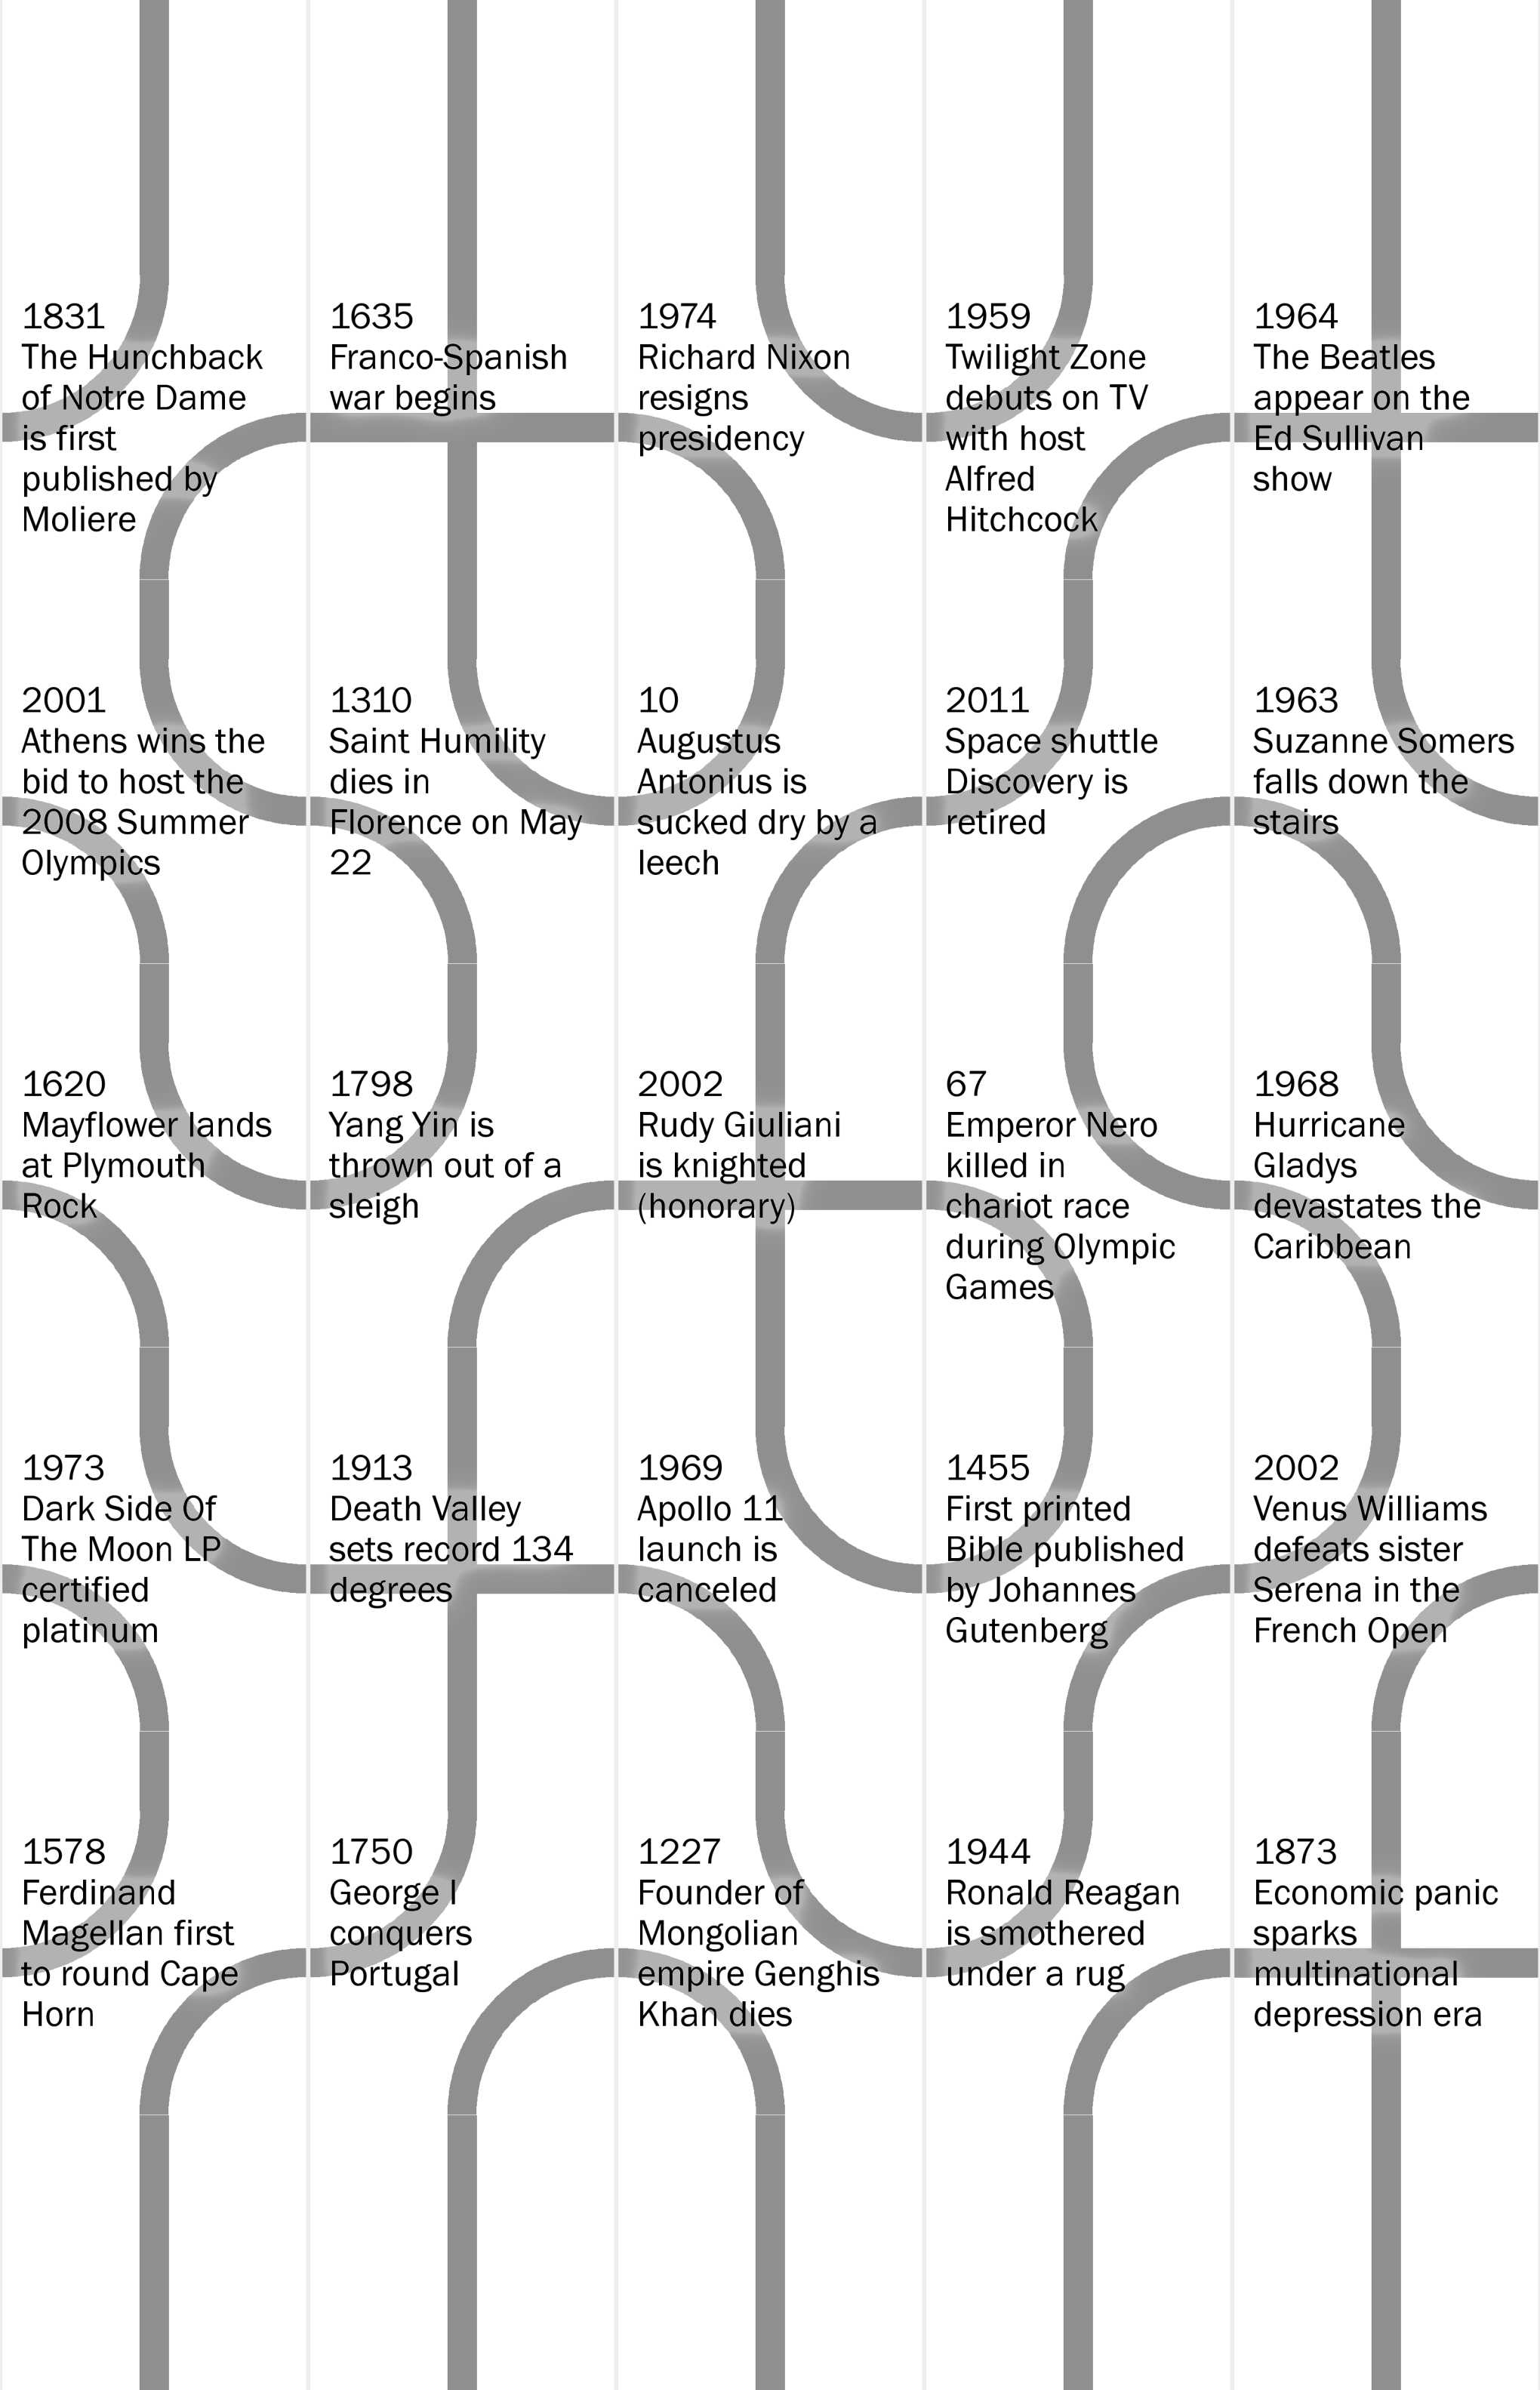 1831
The Hunchback
of Notre Dame
is first
published by
Moliere
1635
Franco-Spanish
war begins
1974
Richard Nixon
resigns
presidency
1959
Twilight Zone
debuts on TV
with host
Alfred
Hitchcock
1964
The Beatles
appear on the
Ed Sullivan
show
2001
Athens wins the
bid to host the
2008 Summer
Olympics
1310
Saint Humility
dies in
Florence on May
22
10
Augustus
Antonius is
sucked dry by a
leech
2011
Space shuttle
Discovery is
retired
1963
Suzanne Somers
falls down the
stairs
1620
Mayflower lands
at Plymouth
Rock
1798
Yang Yin is
thrown out of a
sleigh
2002
Rudy Giuliani
is knighted
(honorary)
67
Emperor Nero
killed in
chariot race
during Olympic
Games
1968
Hurricane
Gladys
devastates the
Caribbean
1973
Dark Side Of
The Moon LP
certified
platinum
1913
Death Valley
sets record 134
degrees
1969
Apollo 11
launch is
canceled
1455
First printed
Bible published
by Johannes
Gutenberg
2002
Venus Williams
defeats sister
Serena in the
French Open
1578
Ferdinand
Magellan first
to round Cape
Horn
1750
George I
conquers
Portugal
1227
Founder of
Mongolian
empire Genghis
Khan dies
1944
Ronald Reagan
is smothered
under a rug
1873
Economic panic
sparks
multinational
depression era